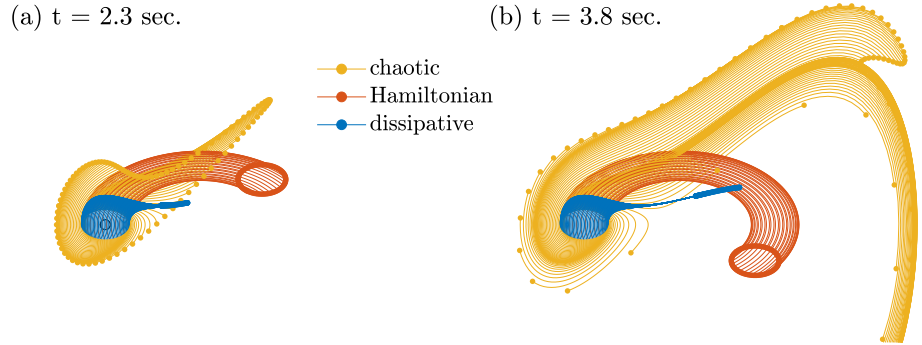 (a) t = 2.3 sec.
(b) t = 3.8 sec.
chaotic
Hamiltonian
dissipative